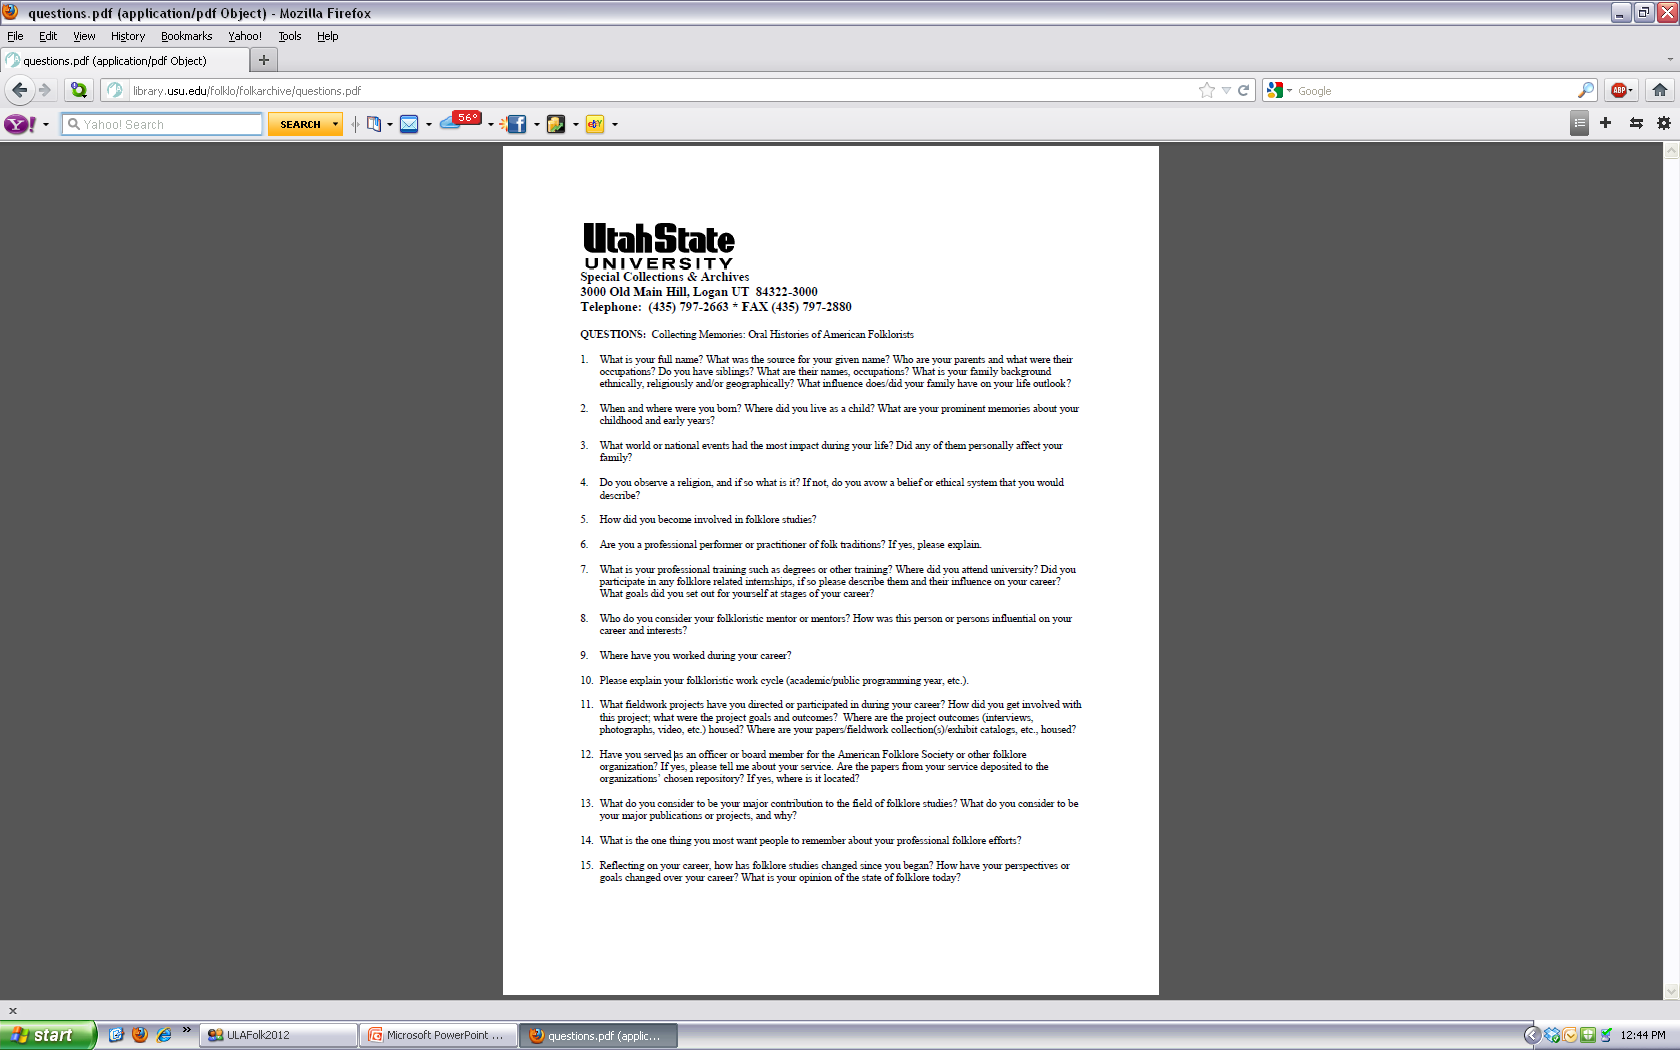 questions.pdf (application/pdf Object) - Mozilla Firefox
File Edit View History Bookmarks Yahoo! Tools Help
questions.pdf (application/pdf Object)
library.usu.edu/folklo/folkarchive/questions.pdf
Google
ABP
Y!
Yahoo! Search
SEARCH
56°
ebY
UtahState
UNIVERSITY
Special Collections & Archives
3000 Old Main Hill, Logan UT 84322-3000
Telephone: (435) 797-2663 * FAX (435) 797-2880
QUESTIONS: Collecting Memories: Oral Histories of American Folklorists
1. What is your full name? What was the source for your given name? Who are your parents and what were their
occupations? Do you have siblings? What are their names, occupations? What is your family background
ethnically, religiously and/or geographically? What influence does/did your family have on your life outlook?
2. When and where were you born? Where did you live as a child? What are your prominent memories about your
childhood and early years?
3. What world or national events had the most impact during your life? Did any of them personally affect your
family?
4. Do you observe a religion, and if so what is it? If not, do you avow a belief or ethical system that you would
describe?
5. How did you become involved in folklore studies?
6. Are you a professional performer or practitioner of folk traditions? If yes, please explain.
7. What is your professional training such as degrees or other training? Where did you attend university? Did you
participate in any folklore related internships, if so please describe them and their influence on your career?
What goals did you set out for yourself at stages of your career?
8. Who do you consider your folkloristic mentor or mentors? How was this person or persons influential on your
career and interests?
9. Where have you worked during your career?
10. Please explain your folkloristic work cycle (academic/public programming year, etc.).
11. What fieldwork projects have you directed or participated in during your career? How did you get involved with
this project; what were the project goals and outcomes? Where are the project outcomes (interviews,
photographs, video, etc.) housed? Where are your papers/fieldwork collection(s)/exhibit catalogs, etc., housed?
12. Have you served as an officer or board member for the American Folklore Society or other folklore
organization? If yes, please tell me about your service. Are the papers from your service deposited to the
organizations' chosen repository? If yes, where is it located?
13. What do you consider to be your major contribution to the field of folklore studies? What do you consider to be
your major publications or projects, and why?
14. What is the one thing you most want people to remember about your professional folklore efforts?
15. Reflecting on your career, how has folklore studies changed since you began? How have your perspectives or
goals changed over your career? What is your opinion of the state of folklore today?
start
ULAFolk2012
Microsoft PowerPoint ...
questions.pdf (applic...
12:44 PM